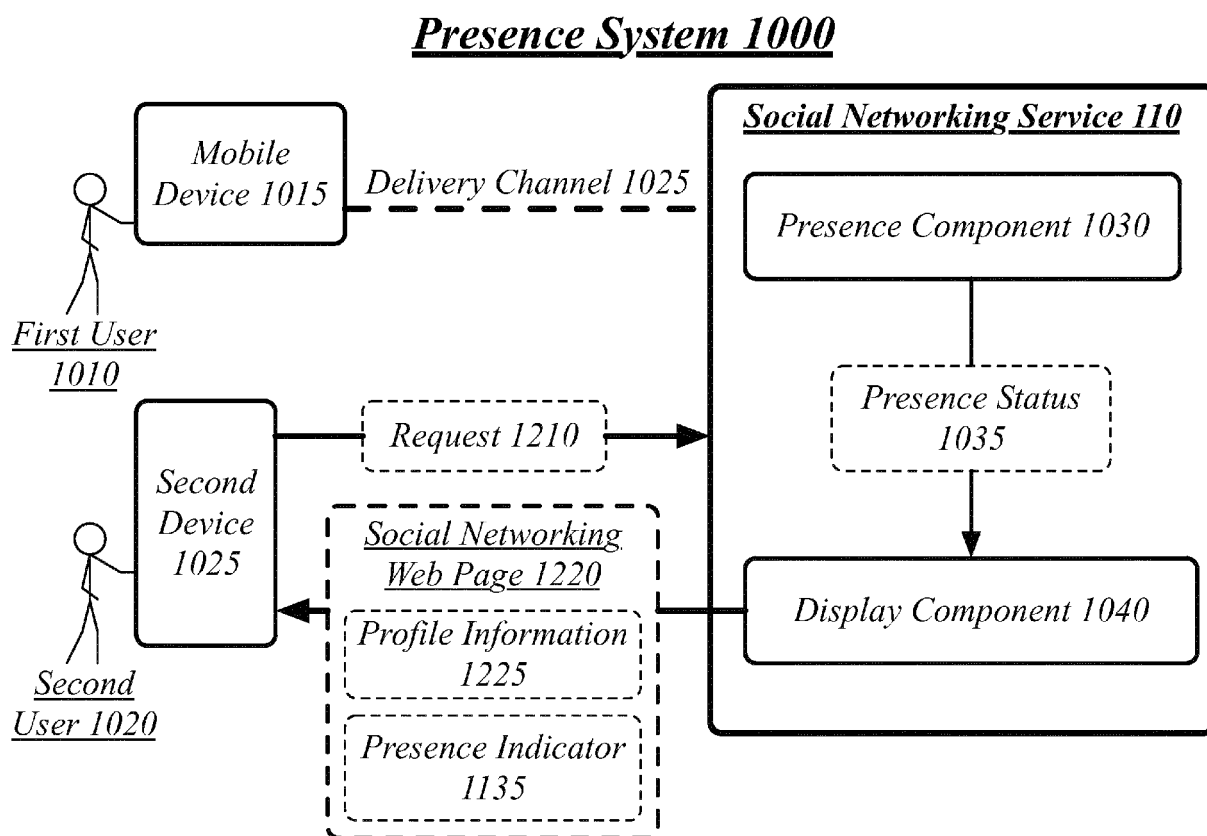 Presence System 1000
Social Networking Service 110
Mobile
Device 1015
Delivery Channel 1025
Presence Component 1030
First User
1010
Presence Status
1035
Request 1210
Second
Device
1025
Social Networking
Web Page 1220
Display Component 1040
Profile Information
1225
Second
User 1020
Presence Indicator
1135